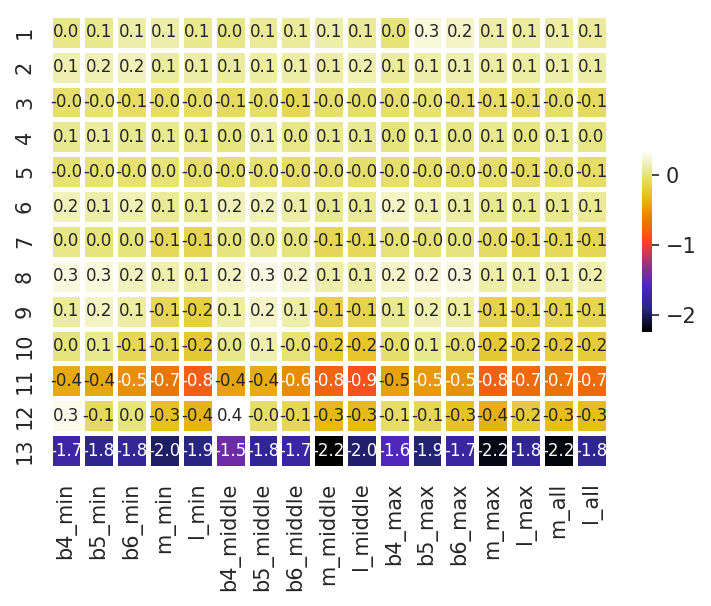 1 0.0 0.1 0.1 0.1 0.1 0.0 0.1 0.1 0.1 0.1 0.0 0.3 0.2 0.1 0.1 0.1 0.1
2 0.1 0.2 0.2 0.1 0.1 0.1 0.1 0.1 0.1 0.2 0.1 0.1 0.1 0.1 0.1 0.1 0.1
3 -0.0 -0.0 -0.1 -0.0 -0.0 -0.1 -0.0 -0.1 -0.0 -0.0 -0.0 -0.0 -0.1 -0.1 -0.1 -0.0 -0.1
4 0.1 0.1 0.1 0.1 0.1 0.0 0.1 0.0 0.1 0.1 0.0 0.1 0.0 0.1 0.0 0.1 0.0
5 -0.0 -0.0 -0.0 0.0 -0.0 -0.0 -0.0 -0.0 -0.0 -0.0 -0.0 -0.0 -0.0 -0.0 -0.1 -0.0 -0.1
6 0.2 0.1 0.2 0.1 0.1 0.2 0.2 0.1 0.1 0.1 0.2 0.1 0.1 0.1 0.1 0.1 0.1
7 0.0 0.0 0.0 -0.1 -0.1 0.0 0.0 0.0 -0.1 -0.1 -0.0 -0.0 -0.0 -0.0 -0.1 -0.1 -0.1
8 0.3 0.3 0.2 0.1 0.1 0.2 0.3 0.2 0.1 0.1 0.2 0.2 0.3 0.1 0.1 0.1 0.2
9 0.1 0.2 0.1 -0.1 -0.2 0.1 0.2 0.1 -0.1 -0.1 0.1 0.2 0.1 -0.1 -0.1 -0.1 -0.1
10 0.0 0.1 -0.1 -0.1 -0.2 0.0 0.1 -0.0 -0.2 -0.2 -0.0 0.1 -0.0 -0.2 -0.2 -0.2 -0.2
11 -0.4 -0.4 -0.5 -0.7 -0.8 -0.4 -0.4 -0.6 -0.8 -0.9 -0.5 -0.5 -0.5 -0.8 -0.7 -0.7 -0.7
12 0.3 -0.1 0.0 -0.3 -0.4 0.4 -0.0 -0.1 -0.3 -0.3 -0.1 -0.1 -0.3 -0.4 -0.2 -0.3 -0.3
13 -1.7 -1.8 -1.8 -2.0 -1.9 -1.5 -1.8 -1.7 -2.2 -2.0 -1.6 -1.9 -1.7 -2.2 -1.8 -2.2 -1.8
b4_min b5_min b6_min m_min l_min b4_middle b5_middle b6_middle m_middle l_middle b4_max b5_max b6_max m_max l_max m_all l_all
0
−1
−2